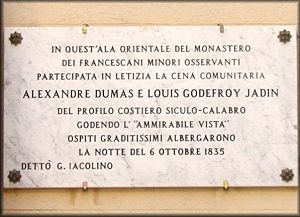 IN QUEST'ALA ORIENTALE DEL MONASTERO
DEI FRANCESCANI MINORI OSSERVANTI
PARTECIPATA IN LETIZIA LA CENA COMUNITARIA
ALEXANDRE DUMAS E LOUIS GODEFROY JADIN
DEL PROFILO COSTIERO SICULO-CALABRO
GODENDO L' "AMMIRABILE VISTA"
OSPITI GRADITISSIMI ALBERGARONO
LA NOTTE DEL 6 OTTOBRE 1835
DETTÒ G. IACOLINO